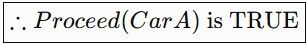 ∴ Proceed(CarA) is TRUE